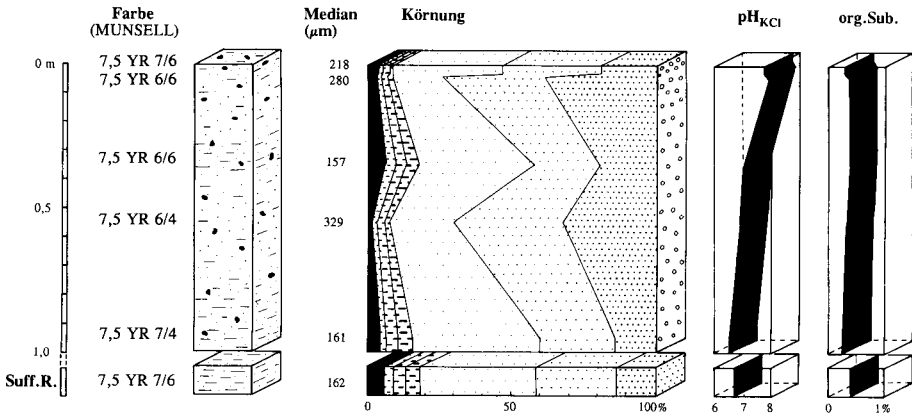 Farbe
(MUNSELL)
Median
(μm)
Körnung
pH KCl
org.Sub.
0 m
7,5 YR 7/6
218
7,5 YR 6/6
280
7,5 YR 6/6
157
0,5
7,5 YR 6/4
329
7,5 YR 7/4
161
1,0
Suff.R.
7,5 YR 7/6
162
0
50
100%
6
7
8
0
1%